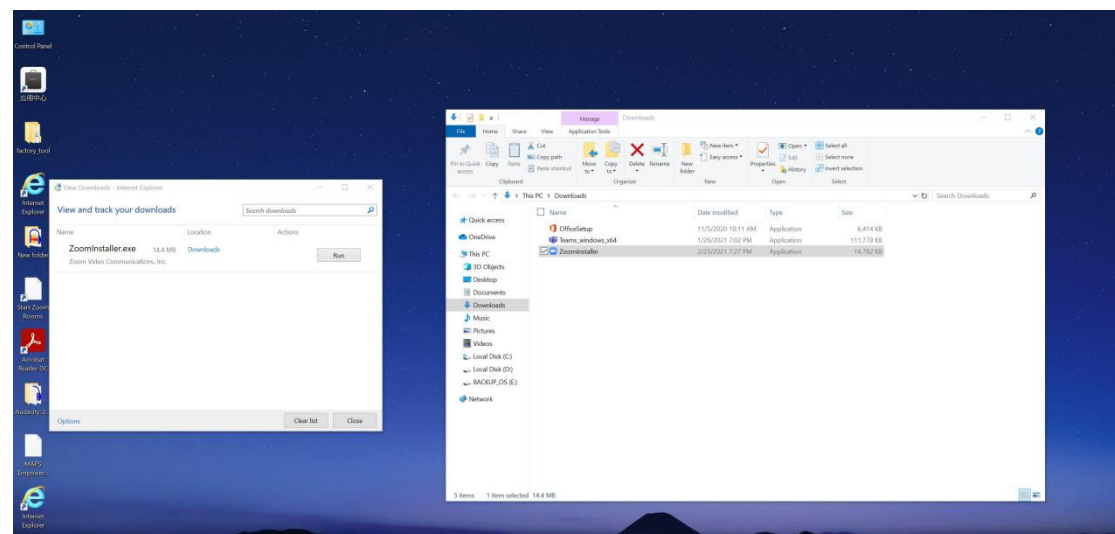 Control Panel
应用中心
factory_tool
Internet
Explorer
New folder
Start Zoom
Rooms
Acrobat
Reader DC
Audacity-2...
MAPS
Empower...
Internet
Explorer
View Downloads - Internet Explorer
View and track your downloads
Search downloads
Name Location Actions
ZoomInstaller.exe 14.4 MB Downloads
Run
Zoom Video Communications, Inc.
Options
Clear list Close
Manage Downloads
File Home Share View Application Tools
Pin to Quick
access
Copy
Paste
Cut
Copy path
Paste shortcut
Clipboard
Move
to
Copy
to
Delete
Rename
Organize
New
folder
New item
Easy access
New
Properties
Open
Edit
History
Open
Select all
Select none
Invert selection
Select
This PC > Downloads
Search Downloads
Quick access
OneDrive
This PC
3D Objects
Desktop
Documents
Downloads
Music
Pictures
Videos
Local Disk (C:)
Local Disk (D:)
BACKUP_OS (E:)
Network
Name Date modified Type Size
OfficeSetup 11/5/2020 10:11 AM Application 6,414 KB
Teams_windows_x64 1/26/2021 7:02 PM Application 111,778 KB
ZoomInstaller 2/23/2021 7:27 PM Application 14,782 KB
3 items 1 item selected 14.4 MB